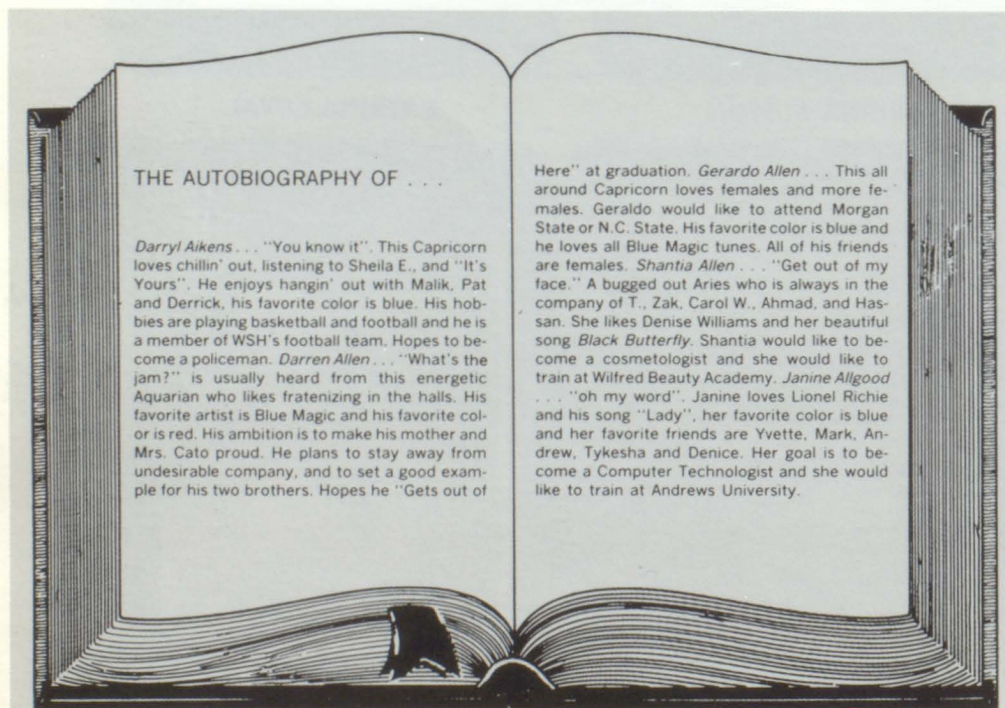 THE AUTOBIOGRAPHY OF . . .
Darryl Aikens . . . "You know it". This Capricorn
loves chillin' out, listening to Sheila E., and "It's
Yours". He enjoys hangin' out with Malik, Pat
and Derrick, his favorite color is blue. His hob-
bies are playing basketball and football and he is
a member of WSH's football team. Hopes to be-
come a policeman. Darren Allen . . . "What's the
jam?" is usually heard from this energetic
Aquarian who likes fratenizing in the halls. His
favorite artist is Blue Magic and his favorite col-
or is red. His ambition is to make his mother and
Mrs. Cato proud. He plans to stay away from
undesirable company, and to set a good exam-
ple for his two brothers. Hopes he "Gets out of
Here" at graduation. Gerardo Allen . . . This all
around Capricorn loves females and more fe-
males. Geraldo would like to attend Morgan
State or N.C. State. His favorite color is blue and
he loves all Blue Magic tunes. All of his friends
are females. Shantia Allen . . . "Get out of my
face." A bugged out Aries who is always in the
company of T., Zak, Carol W., Ahmad, and Has-
san. She likes Denise Williams and her beautiful
song Black Butterfly. Shantia would like to be-
come a cosmetologist and she would like to
train at Wilfred Beauty Academy. Janine Allgood
. . . "oh my word". Janine loves Lionel Richie
and his song "Lady", her favorite color is blue
and her favorite friends are Yvette, Mark, An-
drew, Tykesha and Denice. Her goal is to be-
come a Computer Technologist and she would
like to train at Andrews University.